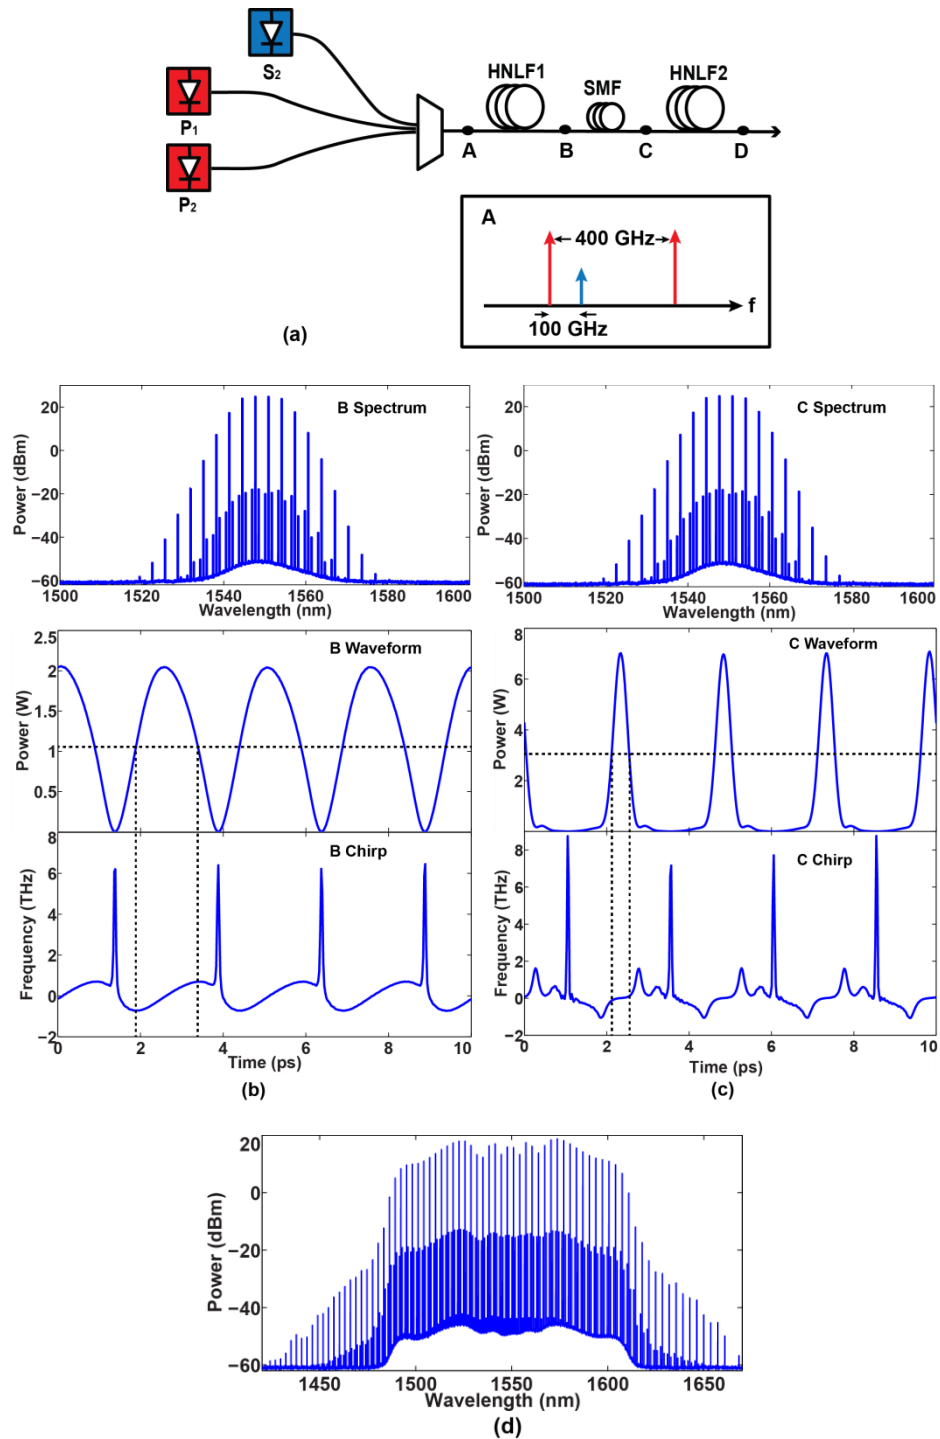 S2
P1
P2
HNLF1
SMF
HNLF2
A
B
C
D
A
400 GHz
f
100 GHz
(a)
B Spectrum
Power (dBm)
20
0
−20
−40
−60
1500
1520
1540
1560
1580
1600
Wavelength (nm)
C Spectrum
Power (dBm)
20
0
−20
−40
−60
1500
1520
1540
1560
1580
1600
Wavelength (nm)
B Waveform
Power (W)
2.5
2
1.5
1
0.5
B Chirp
Frequency (THz)
8
6
4
2
0
−2
0
2
4
6
8
10
Time (ps)
(b)
C Waveform
Power (W)
8
6
4
2
C Chirp
Frequency (THz)
8
6
4
2
0
−2
0
2
4
6
8
10
Time (ps)
(c)
Power (dBm)
20
0
−20
−40
−60
1450
1500
1550
1600
1650
Wavelength (nm)
(d)